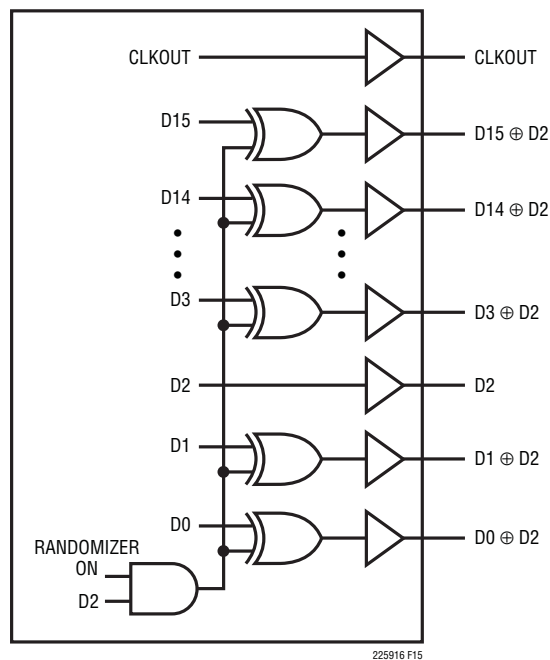 CLKOUT CLKOUT
D15 D15 ⊕ D2
D14 D14 ⊕ D2
D3 D3 ⊕ D2
D2 D2
D1 D1 ⊕ D2
D0 D0 ⊕ D2
RANDOMIZER
ON
D2
225916 F15